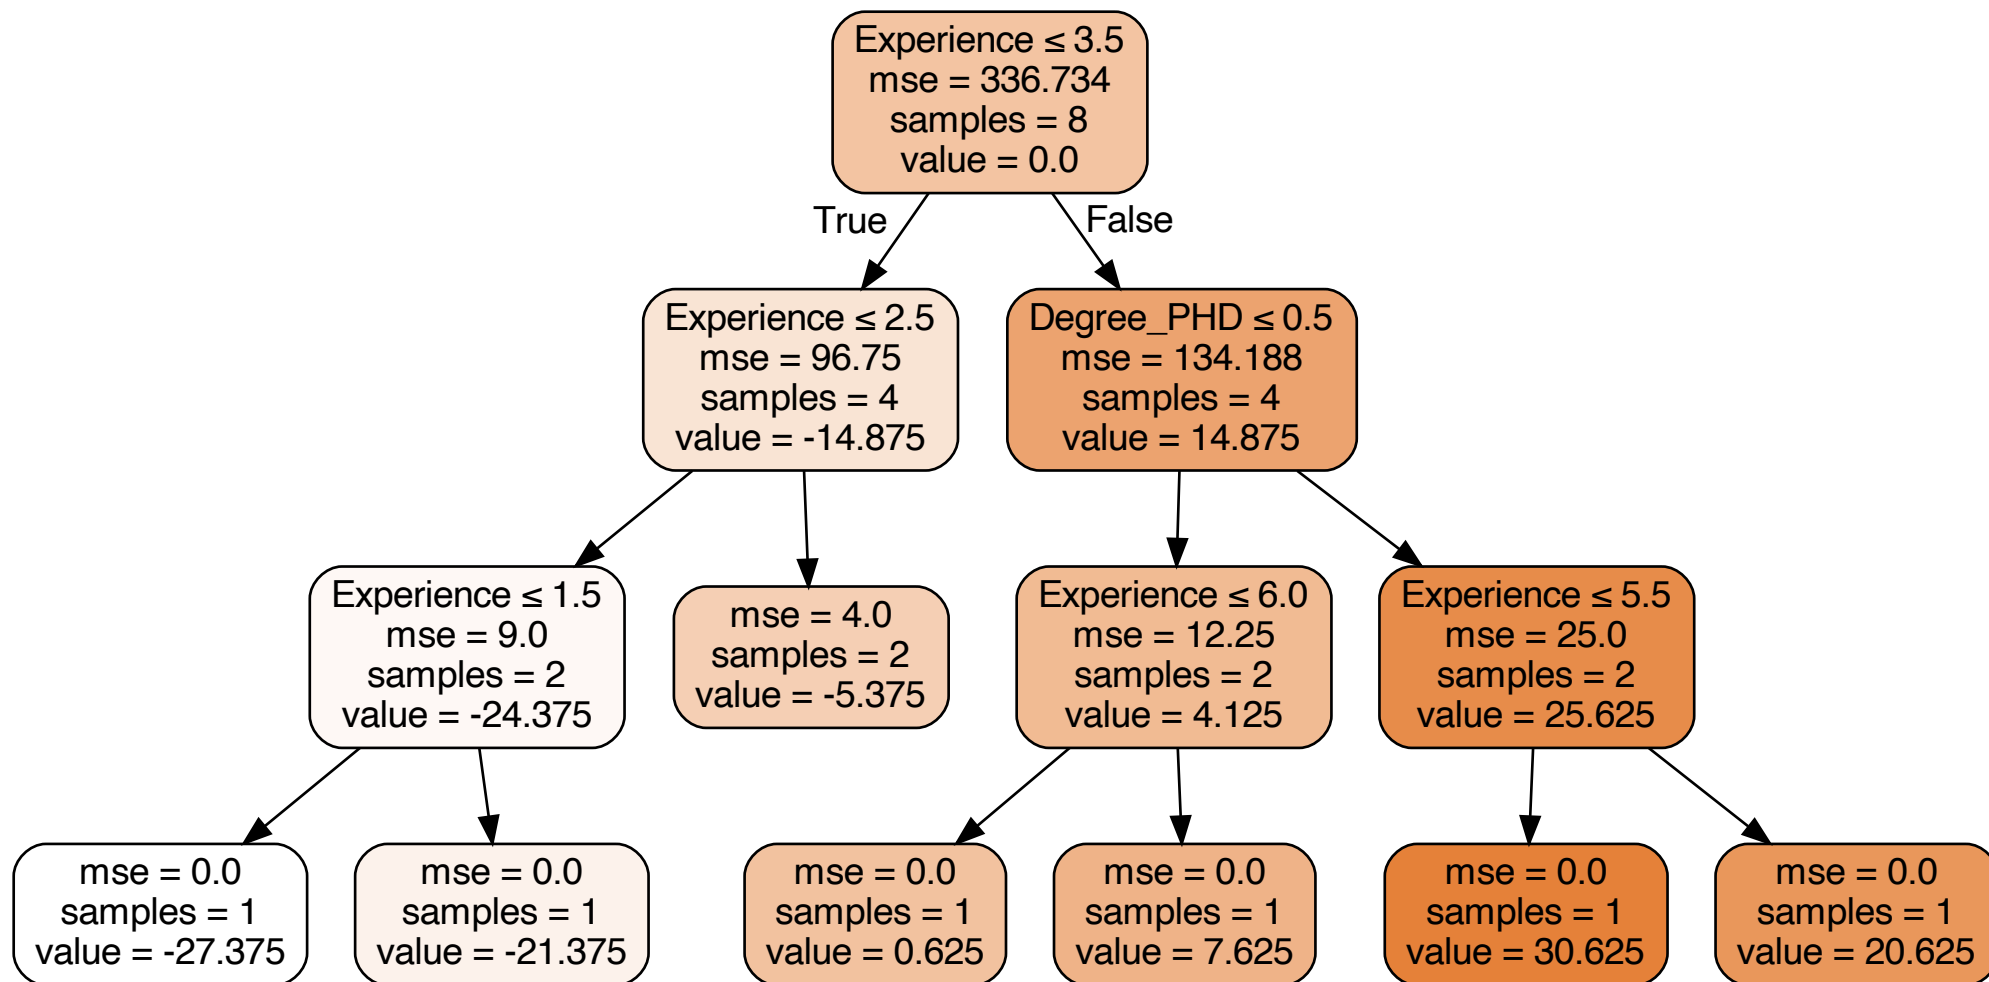 Experience ≤ 3.5
mse = 336.734
samples = 8
value = 0.0
True
False
Experience ≤ 2.5
mse = 96.75
samples = 4
value = -14.875
Degree_PHD ≤ 0.5
mse = 134.188
samples = 4
value = 14.875
Experience ≤ 1.5
mse = 9.0
samples = 2
value = -24.375
mse = 4.0
samples = 2
value = -5.375
Experience ≤ 6.0
mse = 12.25
samples = 2
value = 4.125
Experience ≤ 5.5
mse = 25.0
samples = 2
value = 25.625
mse = 0.0
samples = 1
value = -27.375
mse = 0.0
samples = 1
value = -21.375
mse = 0.0
samples = 1
value = 0.625
mse = 0.0
samples = 1
value = 7.625
mse = 0.0
samples = 1
value = 30.625
mse = 0.0
samples = 1
value = 20.625